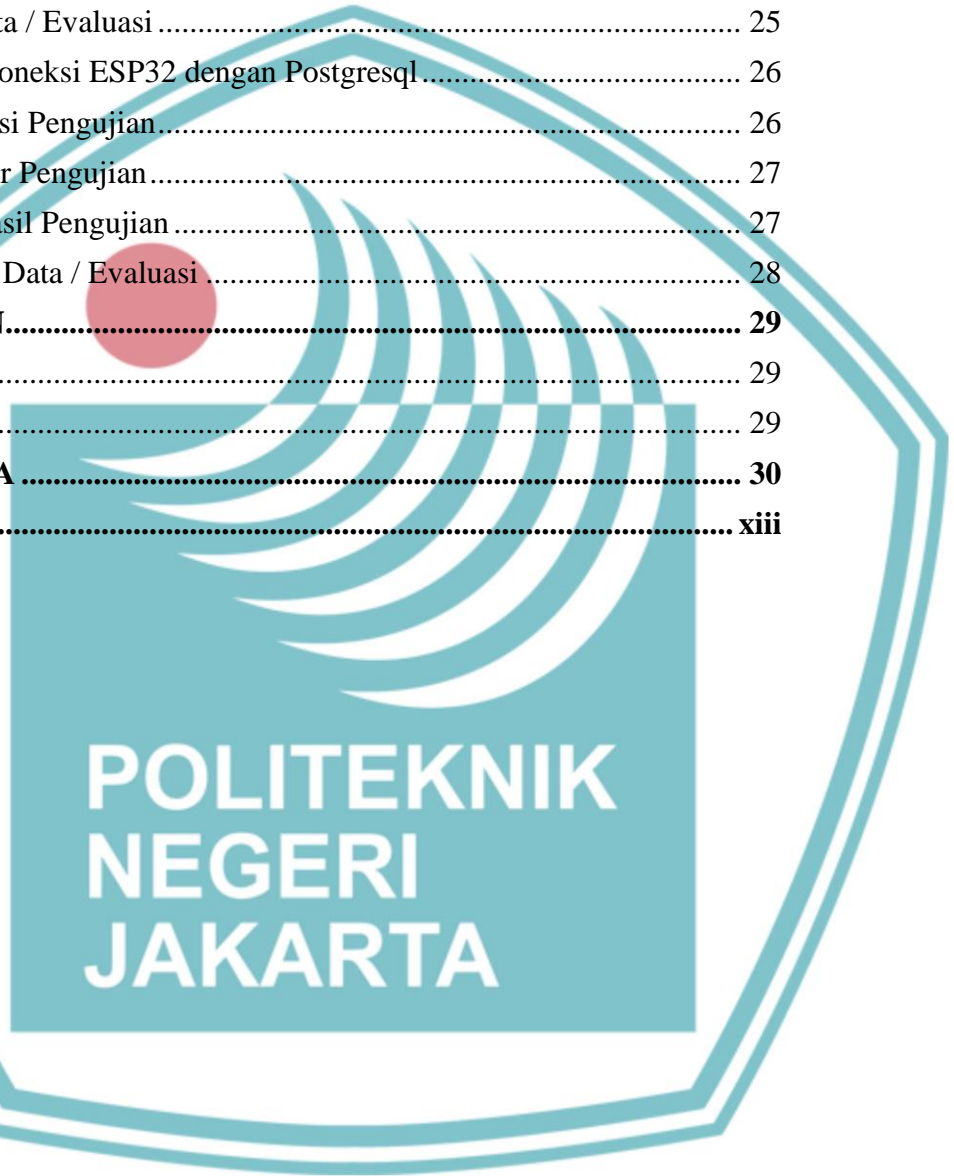 ta / Evaluasi ........................................................................ 25
oneksi ESP32 dengan Postgresql ....................................... 26
si Pengujian ........................................................................ 26
r Pengujian ......................................................................... 27
asil Pengujian ..................................................................... 27
Data / Evaluasi .................................................................. 28
N ........................................................................................ 29
........................................................................................... 29
........................................................................................... 29
A ...................................................................................... 30
........................................................................................ xiii
POLITEKNIK
NEGERI
JAKARTA